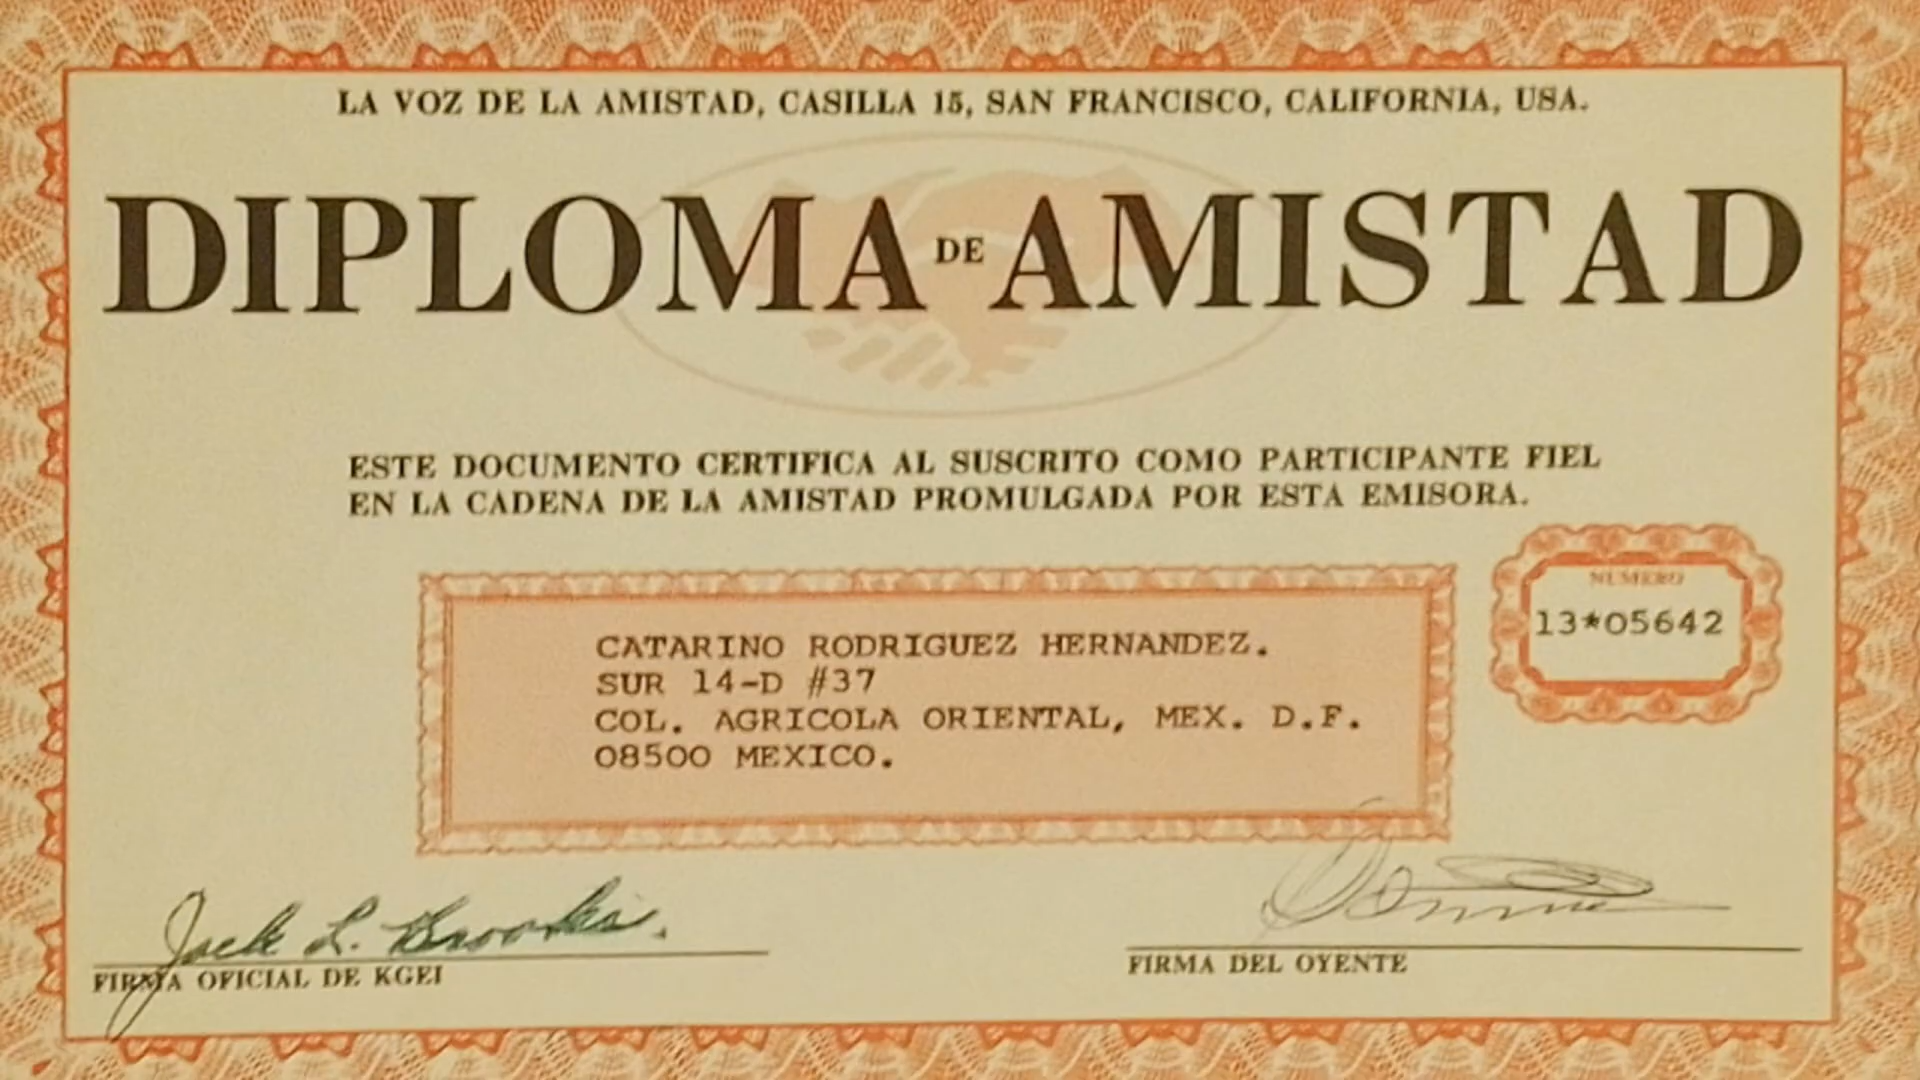 LA VOZ DE LA AMISTAD, CASILLA 15, SAN FRANCISCO, CALIFORNIA, USA.
DIPLOMA DE AMISTAD
ESTE DOCUMENTO CERTIFICA AL SUSCRITO COMO PARTICIPANTE FIEL
EN LA CADENA DE LA AMISTAD PROMULGADA POR ESTA EMISORA.
NUMERO
13*05642
CATARINO RODRIGUEZ HERNANDEZ.
SUR 14-D #37
COL. AGRICOLA ORIENTAL, MEX. D.F.
08500 MEXICO.
Jack L.
FIRMA OFICIAL DE KGEI
FIRMA DEL OYENTE